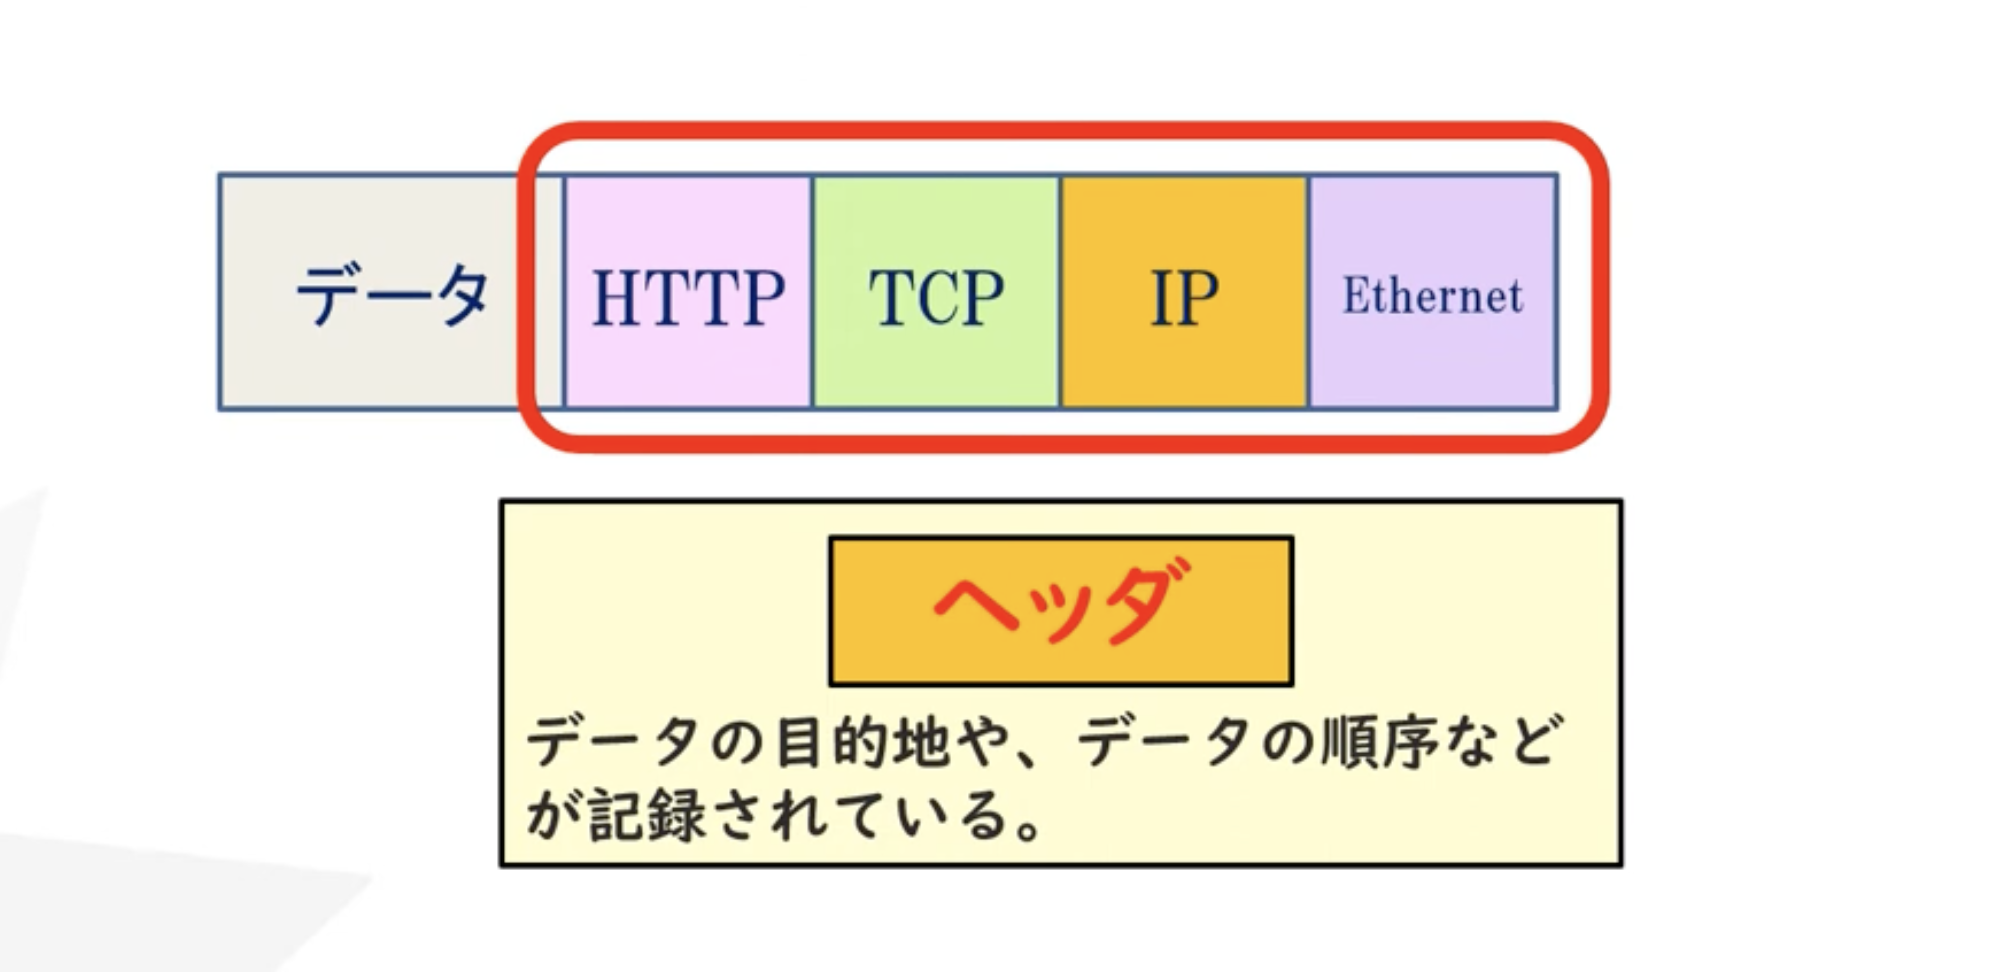 データ HTTP TCP IP Ethernet
ヘッダ
データの目的地や、データの順序など
が記録されている。